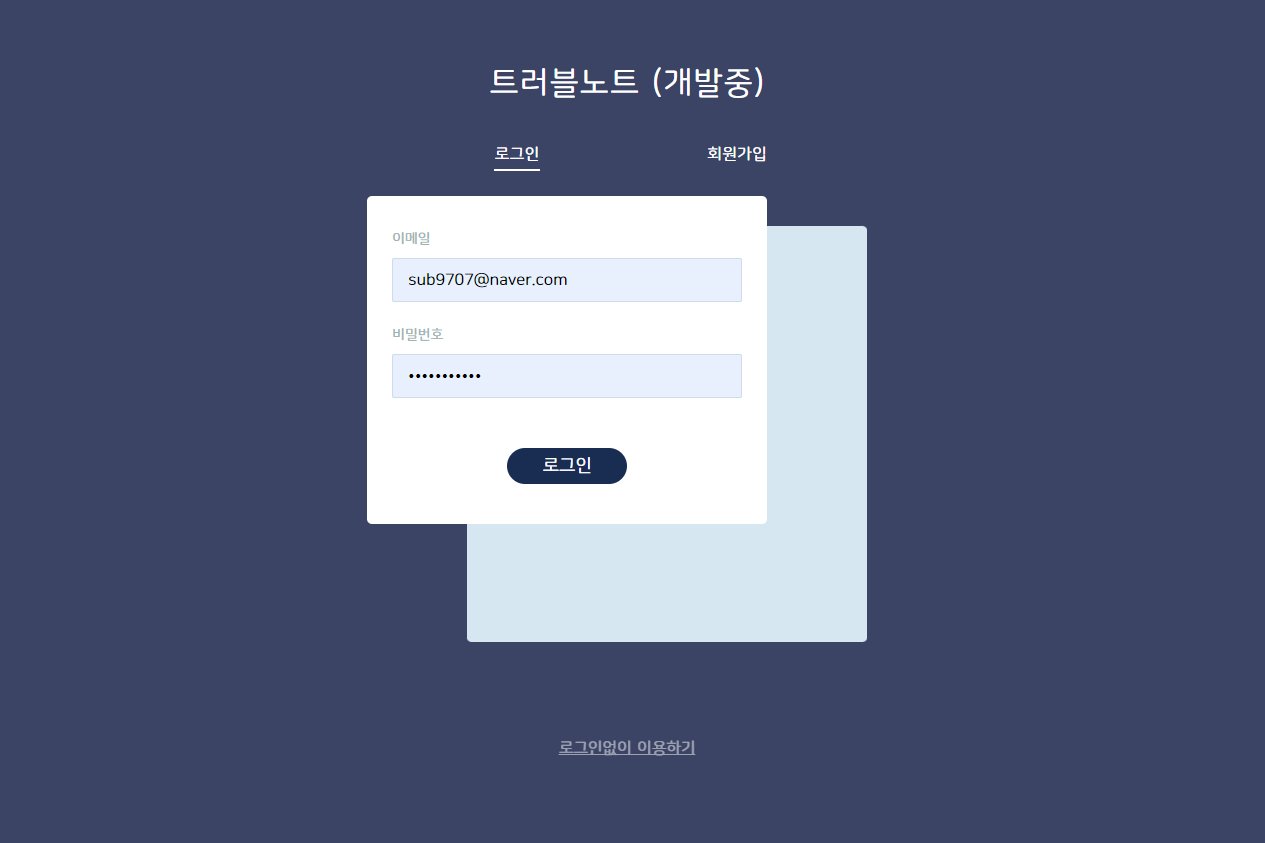 트러블노트 (개발중)
로그인 회원가입
이메일
sub9707@naver.com
비밀번호
•••••••••••
로그인
로그인없이 이용하기